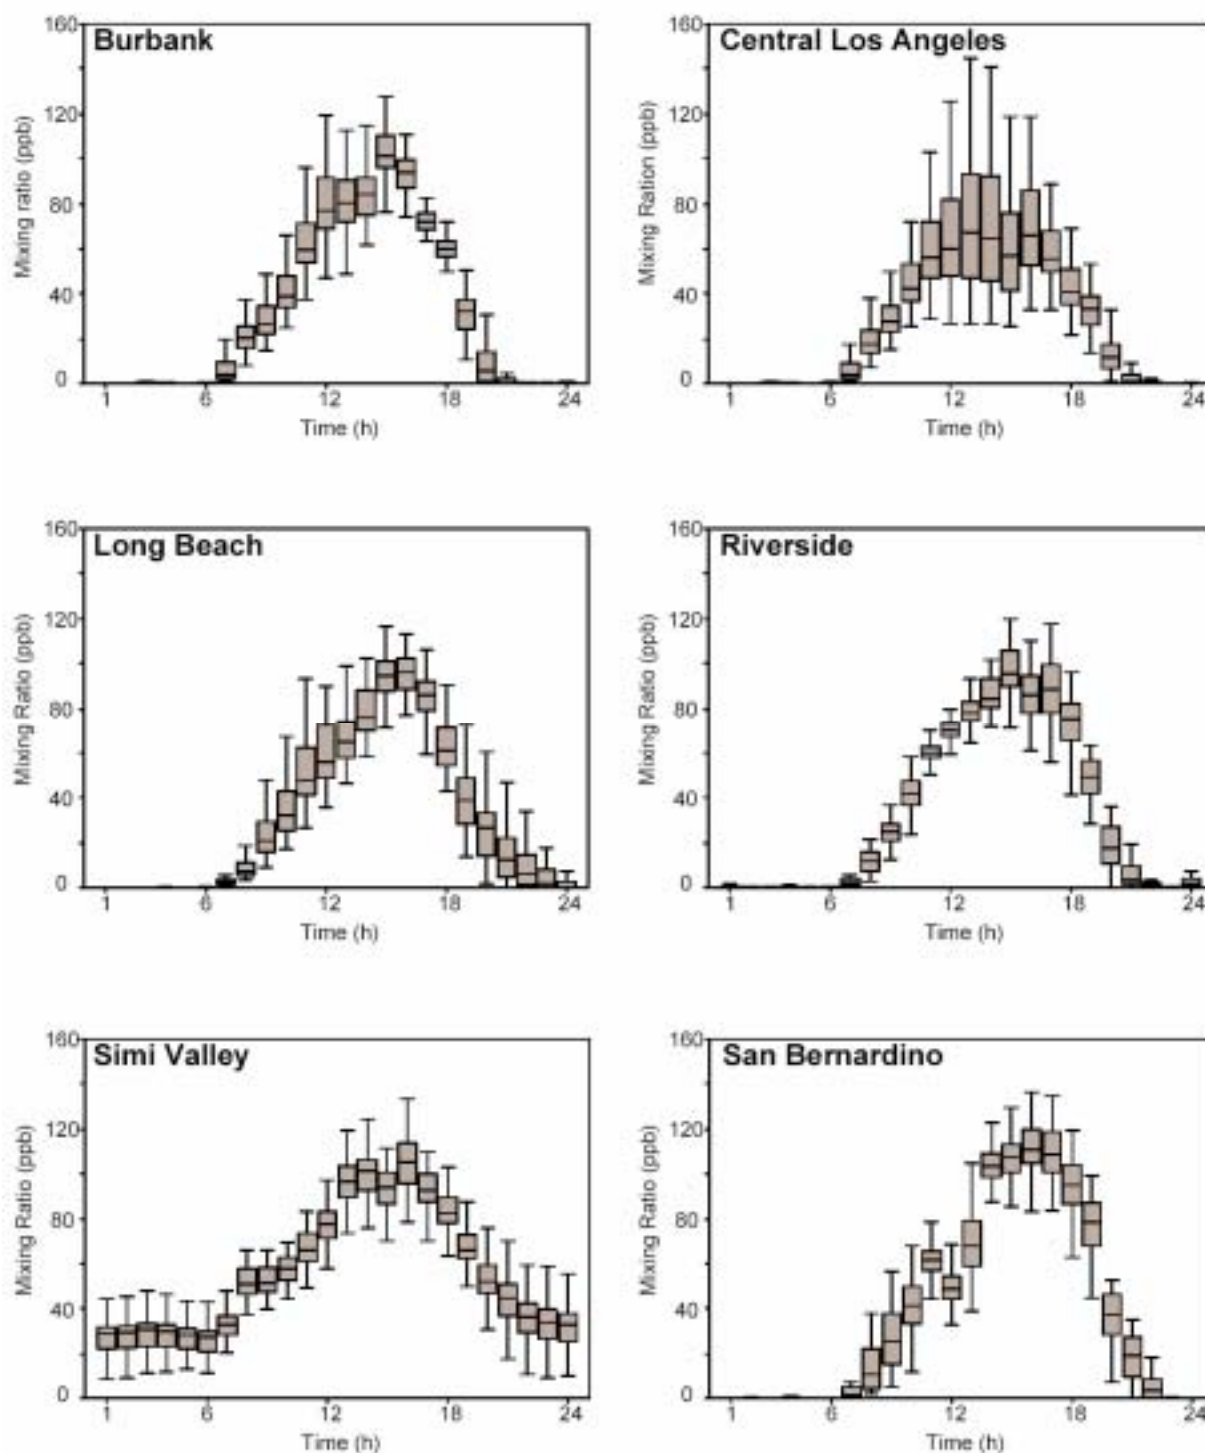 Burbank
Mixing ratio (ppb)
160
120
80
40
0
1 6 12 18 24
Time (h)
Central Los Angeles
Mixing Ration (ppb)
160
120
80
40
0
1 6 12 18 24
Time (h)
Long Beach
Mixing Ratio (ppb)
160
120
80
40
0
1 6 12 18 24
Time (h)
Riverside
Mixing Ratio (ppb)
160
120
80
40
0
1 6 12 18 24
Time (h)
Simi Valley
Mixing Ratio (ppb)
160
120
80
40
0
1 6 12 18 24
Time (h)
San Bernardino
Mixing Ratio (ppb)
160
120
80
40
0
1 6 12 18 24
Time (h)